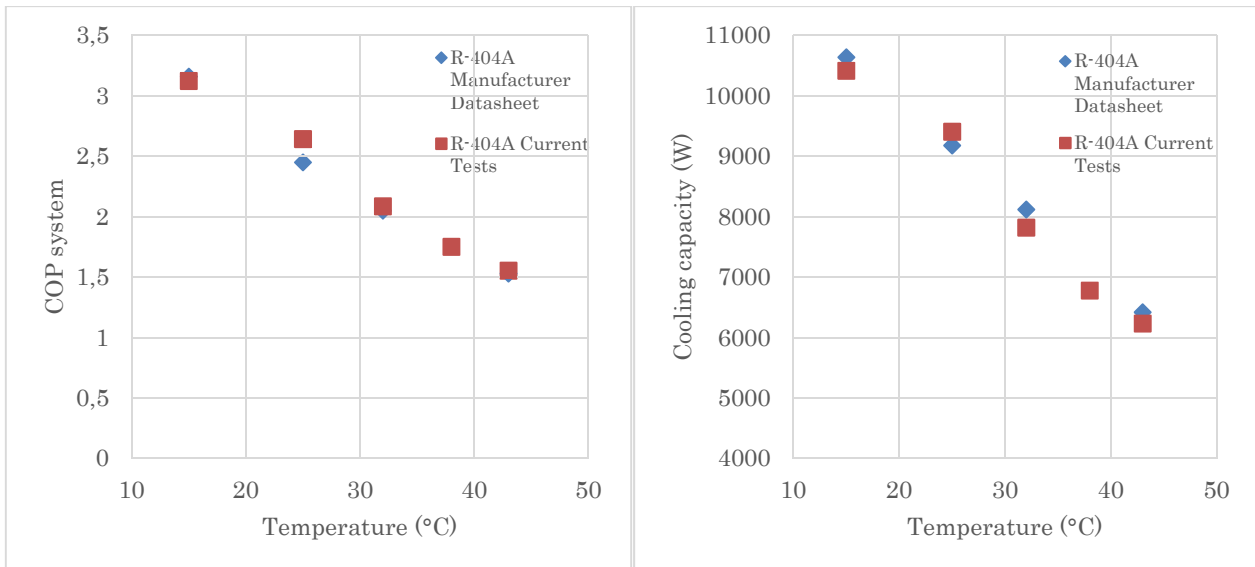 3,5
3
2,5
2
1,5
1
0,5
0
10
20
30
40
50
COP system
Temperature (°C)
R-404A
Manufacturer
Datasheet
R-404A Current
Tests
11000
10000
9000
8000
7000
6000
5000
4000
10
20
30
40
50
Cooling capacity (W)
Temperature (°C)
R-404A
Manufacturer
Datasheet
R-404A Current
Tests